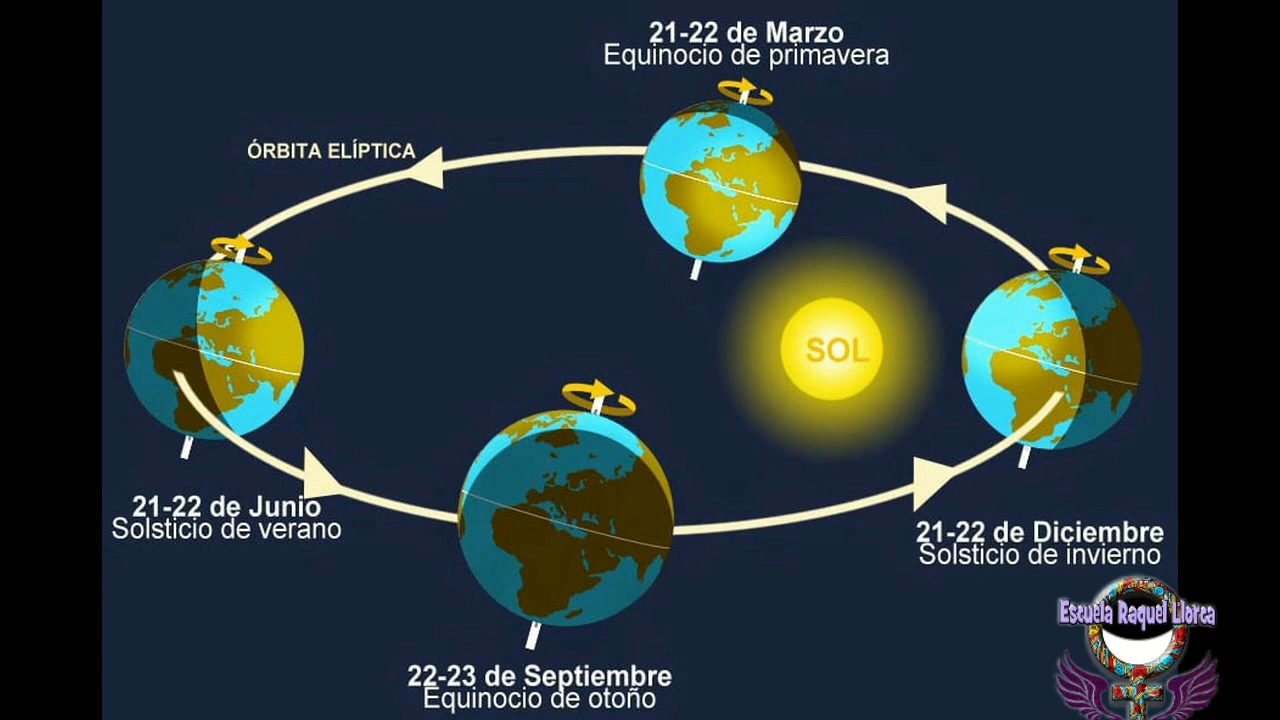 21-22 de Marzo
Equinocio de primavera
ÓRBITA ELÍPTICA
SOL
21-22 de Junio
Solsticio de verano
21-22 de Diciembre
Solsticio de invierno
Escuela Raquel Llorca
22-23 de Septiembre
Equinocio de otoño